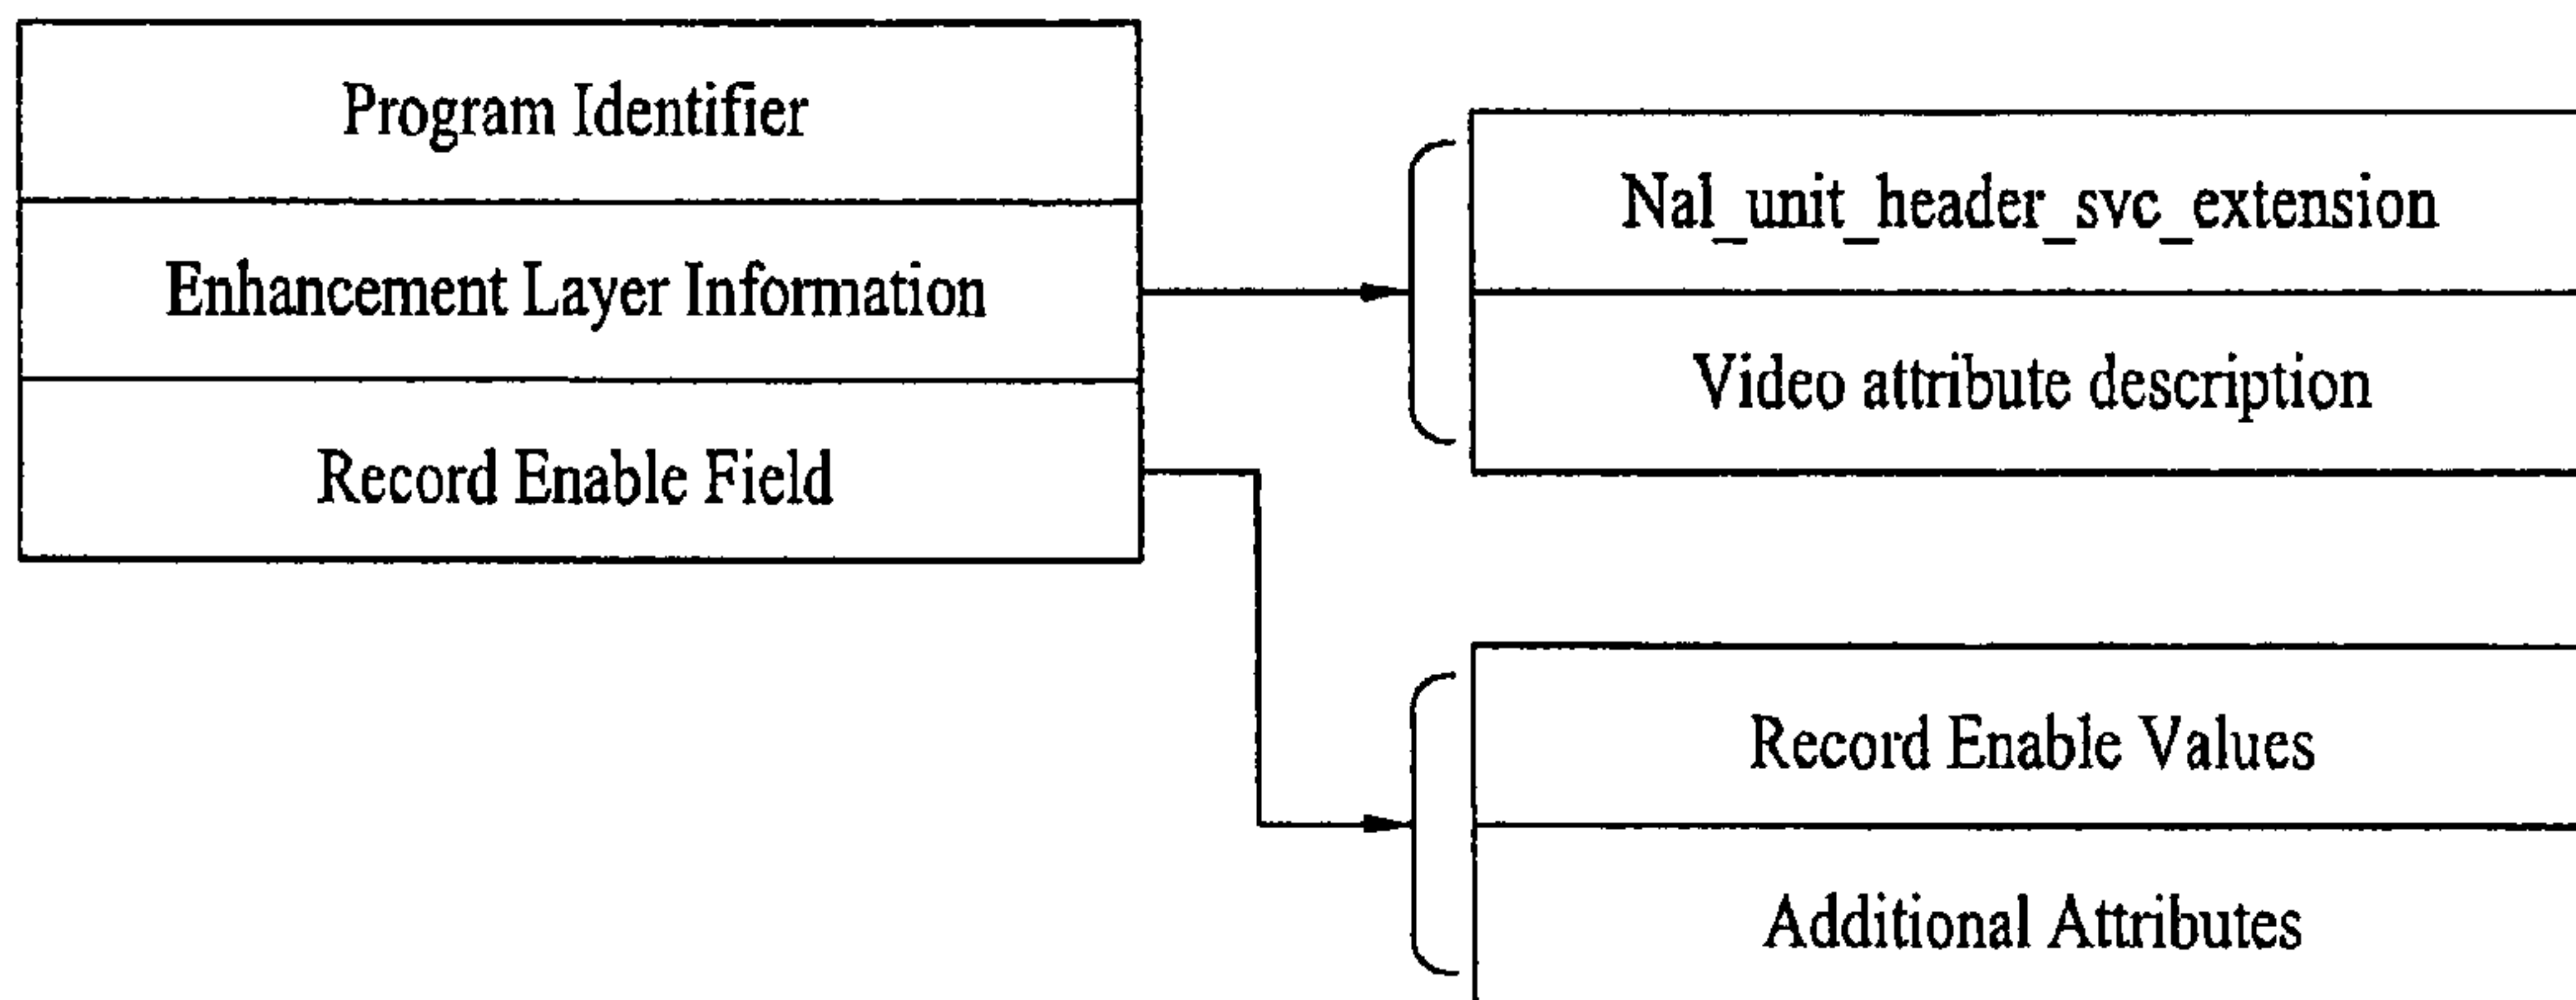 Program Identifier
Enhancement Layer Information
Record Enable Field
Nal_unit_header_svc_extension
Video attribute description
Record Enable Values
Additional Attributes